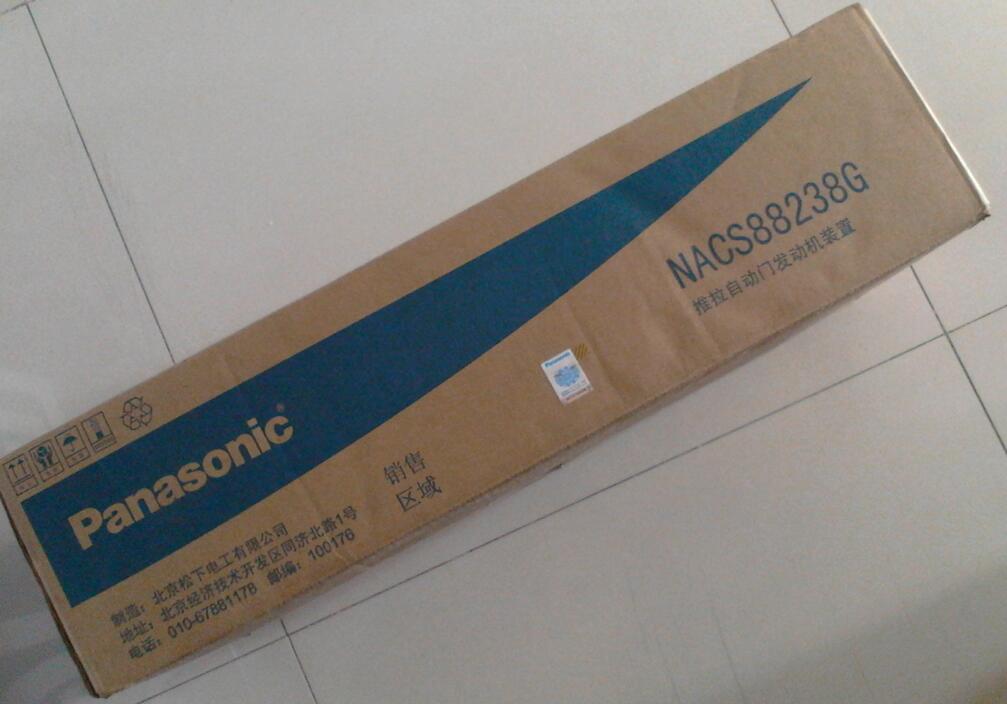 Panasonic
NACS88238G
推拉自动门发动机装置
Panasonic
销售
区域
制造：北京松下电工有限公司
地址：北京经济技术开发区同济北路1号
电话：010-67881178 邮编：100176